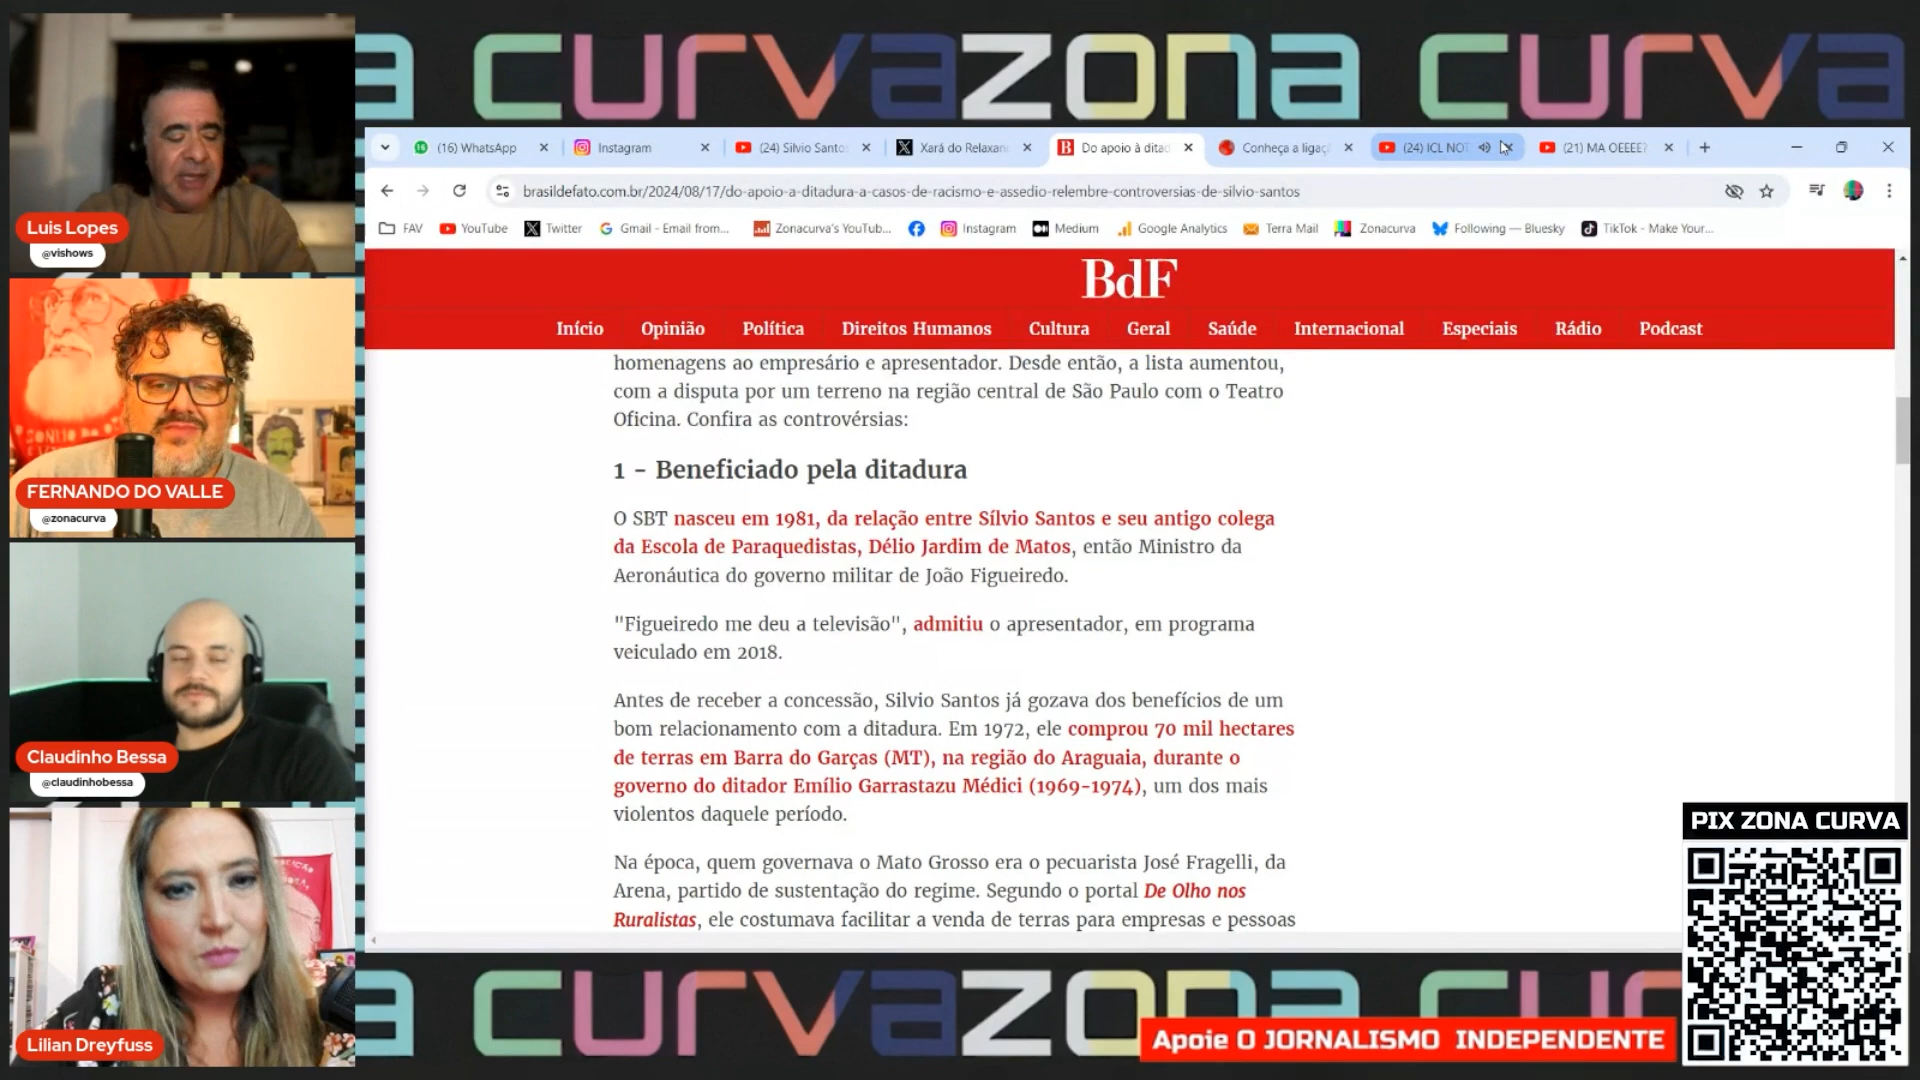 a curvazona curva
Luis Lopes
@vishows
FERNANDO DO VALLE
@zonacurva
Claudinho Bessa
@claudinhobessa
Lilian Dreyfuss
(16) WhatsApp
Instagram
(24) Silvio Santo
Xará do Relaxan
Do apoio à ditad
Conheça a ligaç
(24) ICL NOT
(21) MA OEEEE?
brasildefato.com.br/2024/08/17/do-apoio-a-ditadura-a-casos-de-racismo-e-assedio-relembre-controversias-de-silvio-santos
FAV
YouTube
Twitter
Gmail - Email from...
Zonacurva's YouTub...
Instagram
Medium
Google Analytics
Terra Mail
Zonacurva
Following — Bluesky
TikTok - Make Your...
BdF
Início Opinião Política Direitos Humanos Cultura Geral Saúde Internacional Especiais Rádio Podcast
homenagens ao empresário e apresentador. Desde então, a lista aumentou,
com a disputa por um terreno na região central de São Paulo com o Teatro
Oficina. Confira as controvérsias:
1 - Beneficiado pela ditadura
O SBT nasceu em 1981, da relação entre Sílvio Santos e seu antigo colega
da Escola de Paraquedistas, Délio Jardim de Matos, então Ministro da
Aeronáutica do governo militar de João Figueiredo.
"Figueiredo me deu a televisão", admitiu o apresentador, em programa
veiculado em 2018.
Antes de receber a concessão, Silvio Santos já gozava dos benefícios de um
bom relacionamento com a ditadura. Em 1972, ele comprou 70 mil hectares
de terras em Barra do Garças (MT), na região do Araguaia, durante o
governo do ditador Emílio Garrastazu Médici (1969-1974), um dos mais
violentos daquele período.
Na época, quem governava o Mato Grosso era o pecuarista José Fragelli, da
Arena, partido de sustentação do regime. Segundo o portal De Olho nos
Ruralistas, ele costumava facilitar a venda de terras para empresas e pessoas
PIX ZONA CURVA
a curvazona cur
Apoie O JORNALISMO INDEPENDENTE